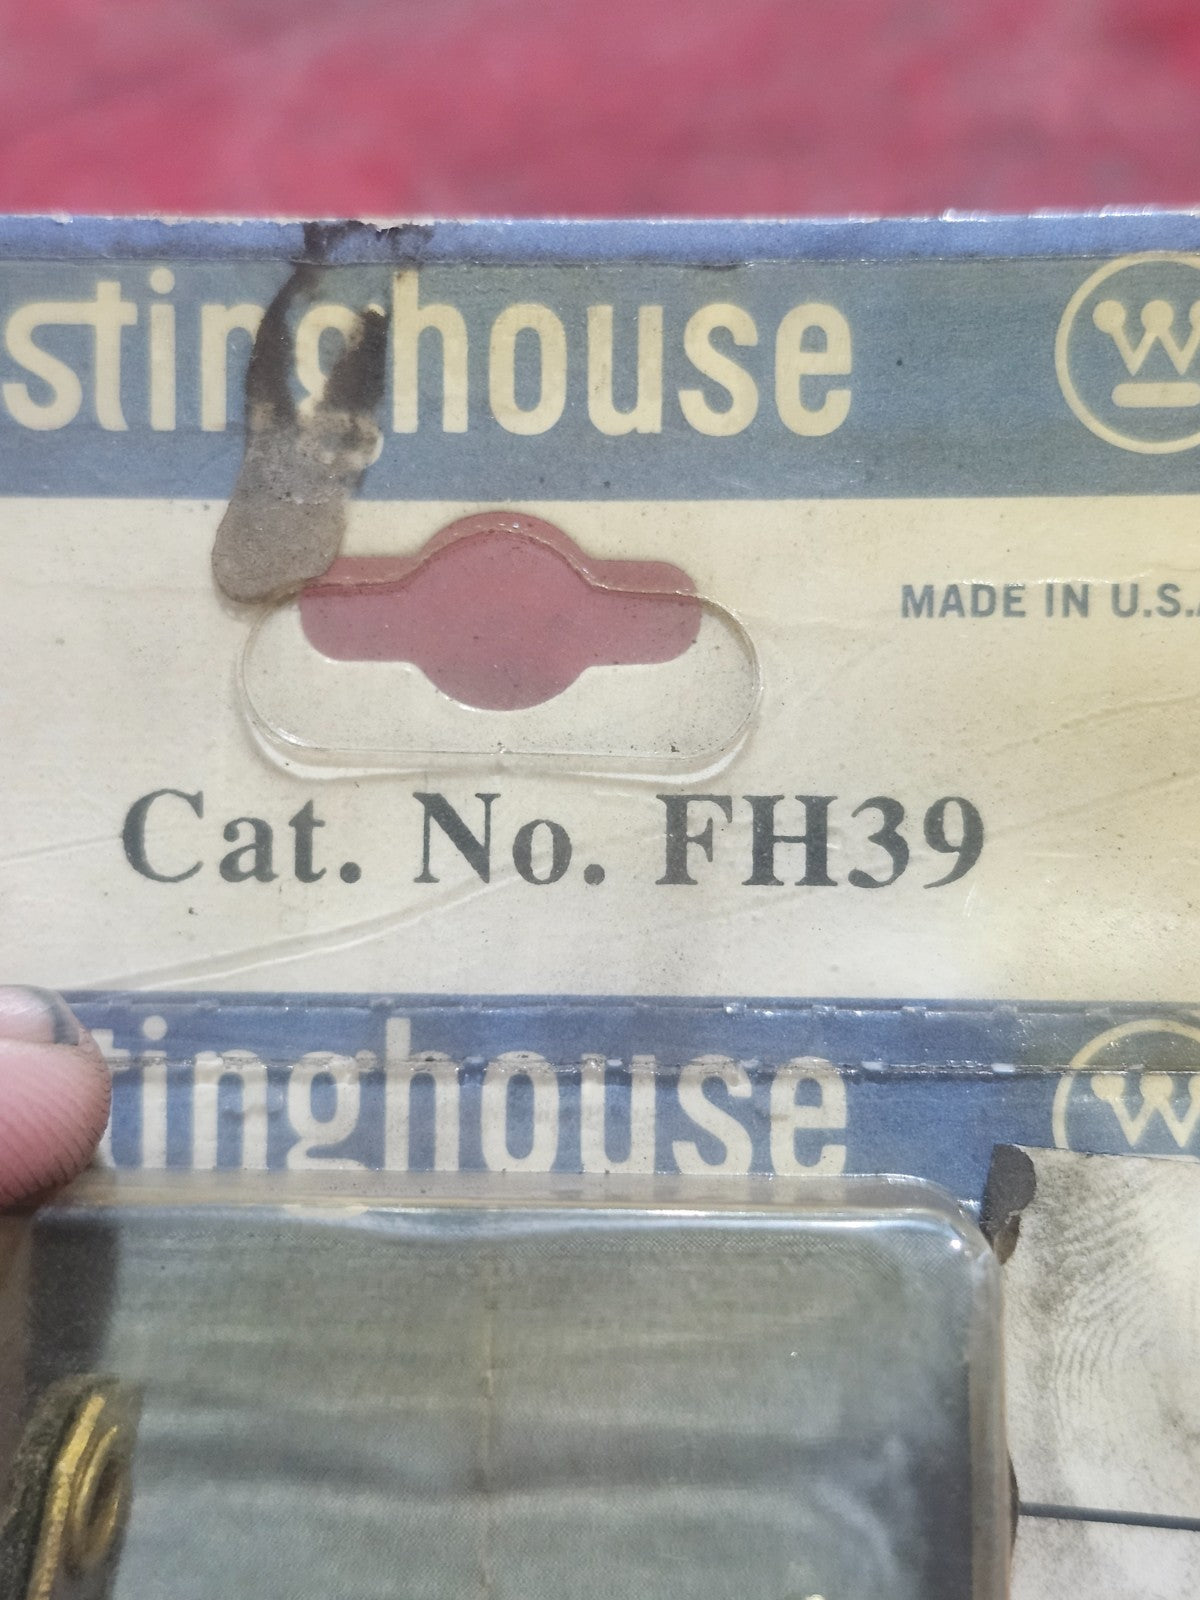 stinghouse
MADE IN U.S.A
Cat. No. FH39
tinghouse